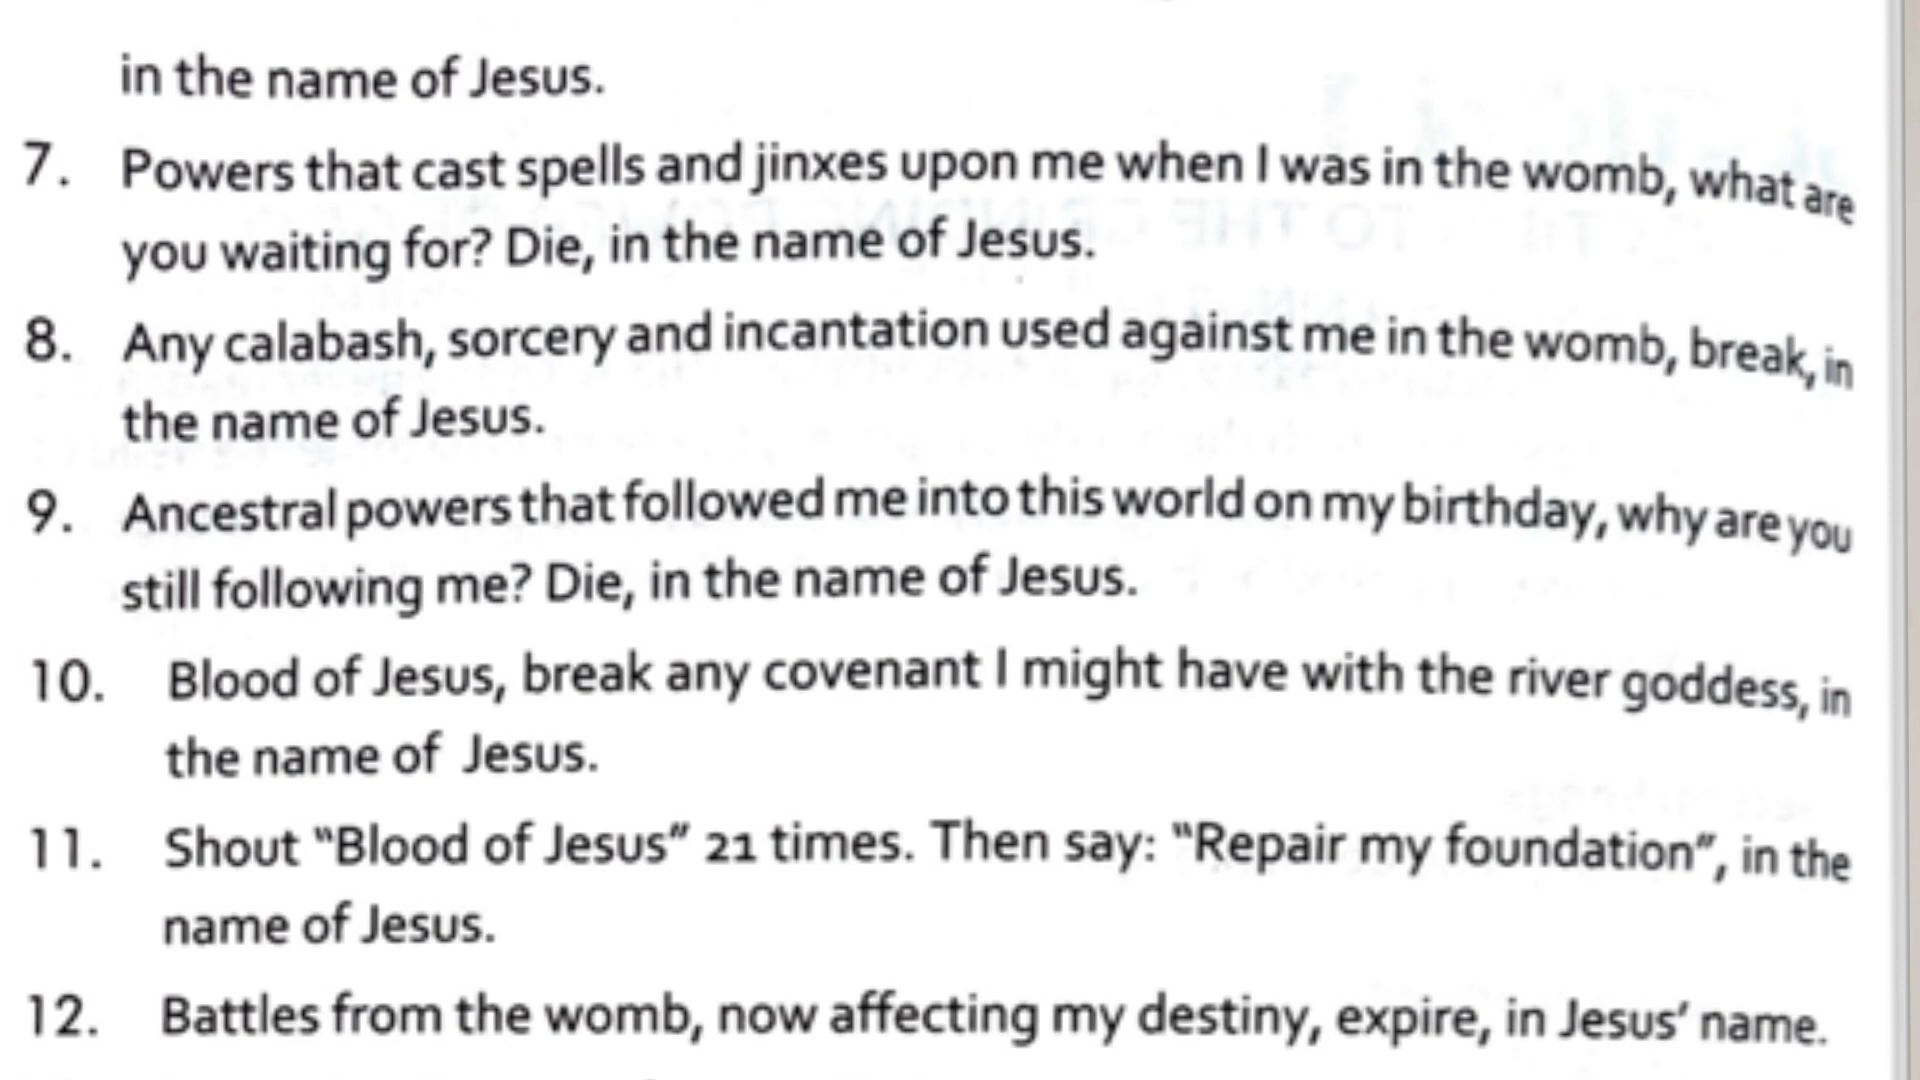 in the name of Jesus.
7. Powers that cast spells and jinxes upon me when I was in the womb, what are
you waiting for? Die, in the name of Jesus.
8. Any calabash, sorcery and incantation used against me in the womb, break, in
the name of Jesus.
9. Ancestral powers that followed me into this world on my birthday, why are you
still following me? Die, in the name of Jesus.
10. Blood of Jesus, break any covenant I might have with the river goddess, in
the name of Jesus.
11. Shout “Blood of Jesus” 21 times. Then say: “Repair my foundation”, in the
name of Jesus.
12. Battles from the womb, now affecting my destiny, expire, in Jesus’ name.